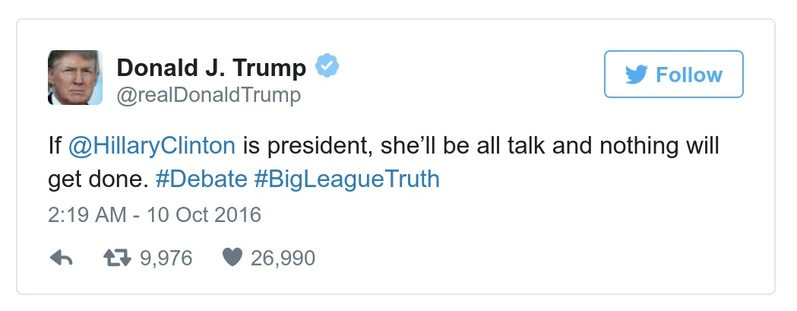 Donald J. Trump
Follow
@realDonaldTrump
If @HillaryClinton is president, she’ll be all talk and nothing will
get done. #Debate #BigLeagueTruth
2:19 AM - 10 Oct 2016
9,976 26,990